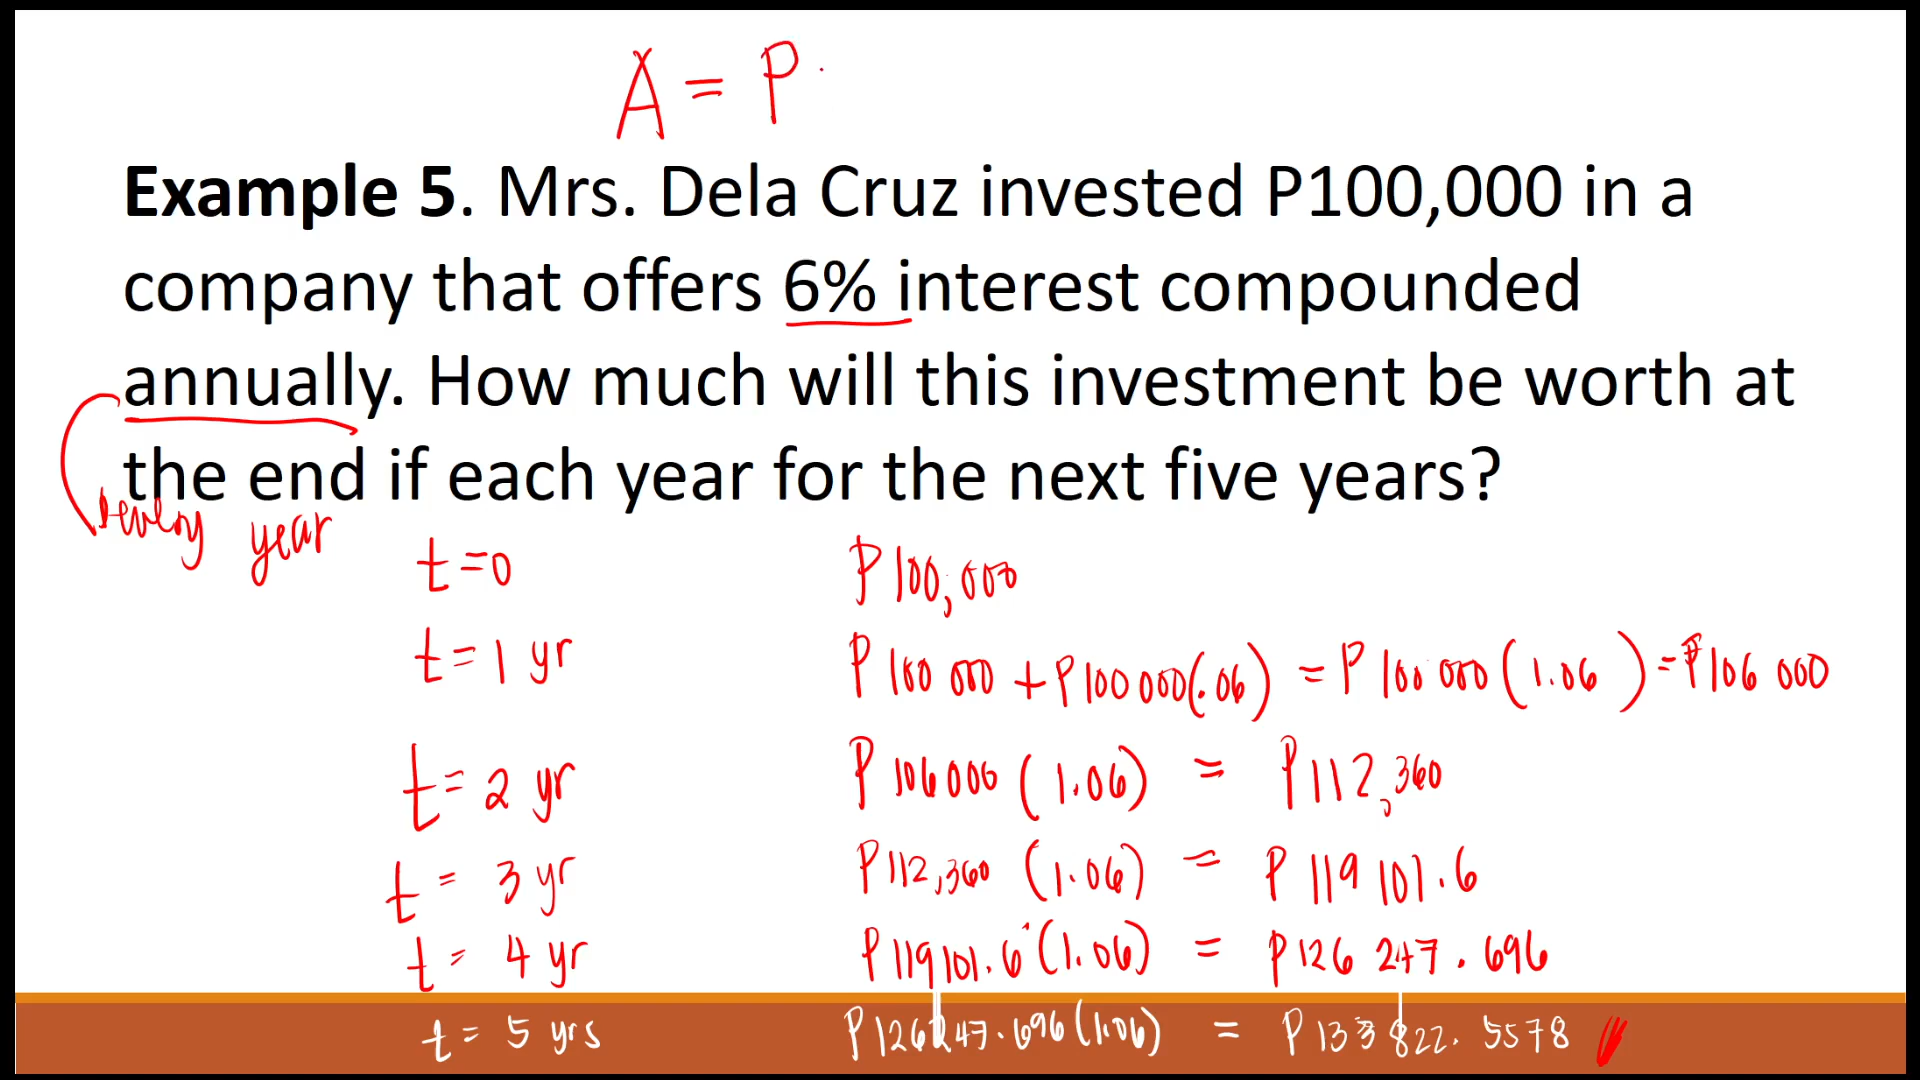 A = P
Example 5. Mrs. Dela Cruz invested P100,000 in a
company that offers 6% interest compounded
annually. How much will this investment be worth at
the end if each year for the next five years?
every year
t=0 P100,000
t=1 yr P100 000 + P100 000(.06) = P100 000(1.06) = P106 000
t=2 yr P106000(1.06) = P112,360
t= 3 yr P112,360 (1.06) = P119 101.6
t= 4 yr P119101.6(1.06) = P126 247.696
t= 5 yrs P126247.696(1.06) = P133822.5578